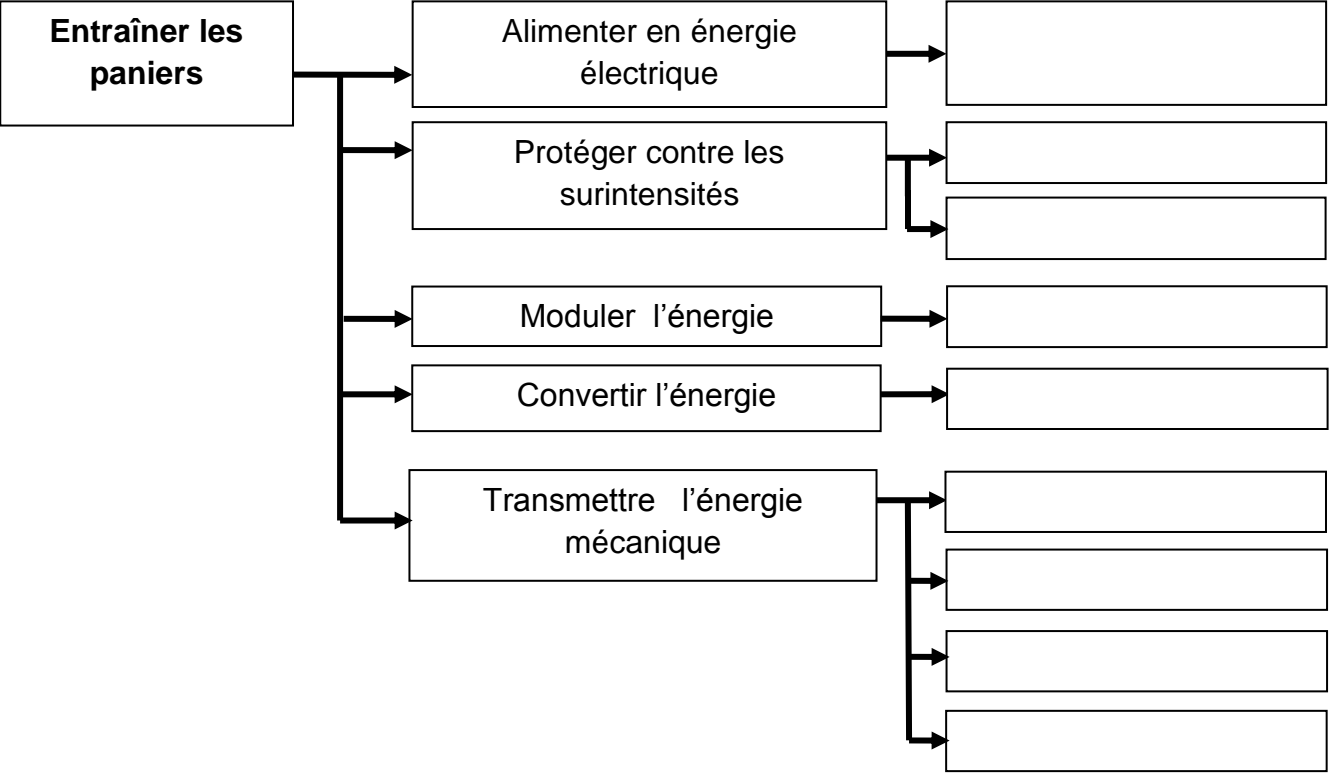 Entraîner les
paniers
Alimenter en énergie
électrique
Protéger contre les
surintensités
Moduler l’énergie
Convertir l’énergie
Transmettre l’énergie
mécanique